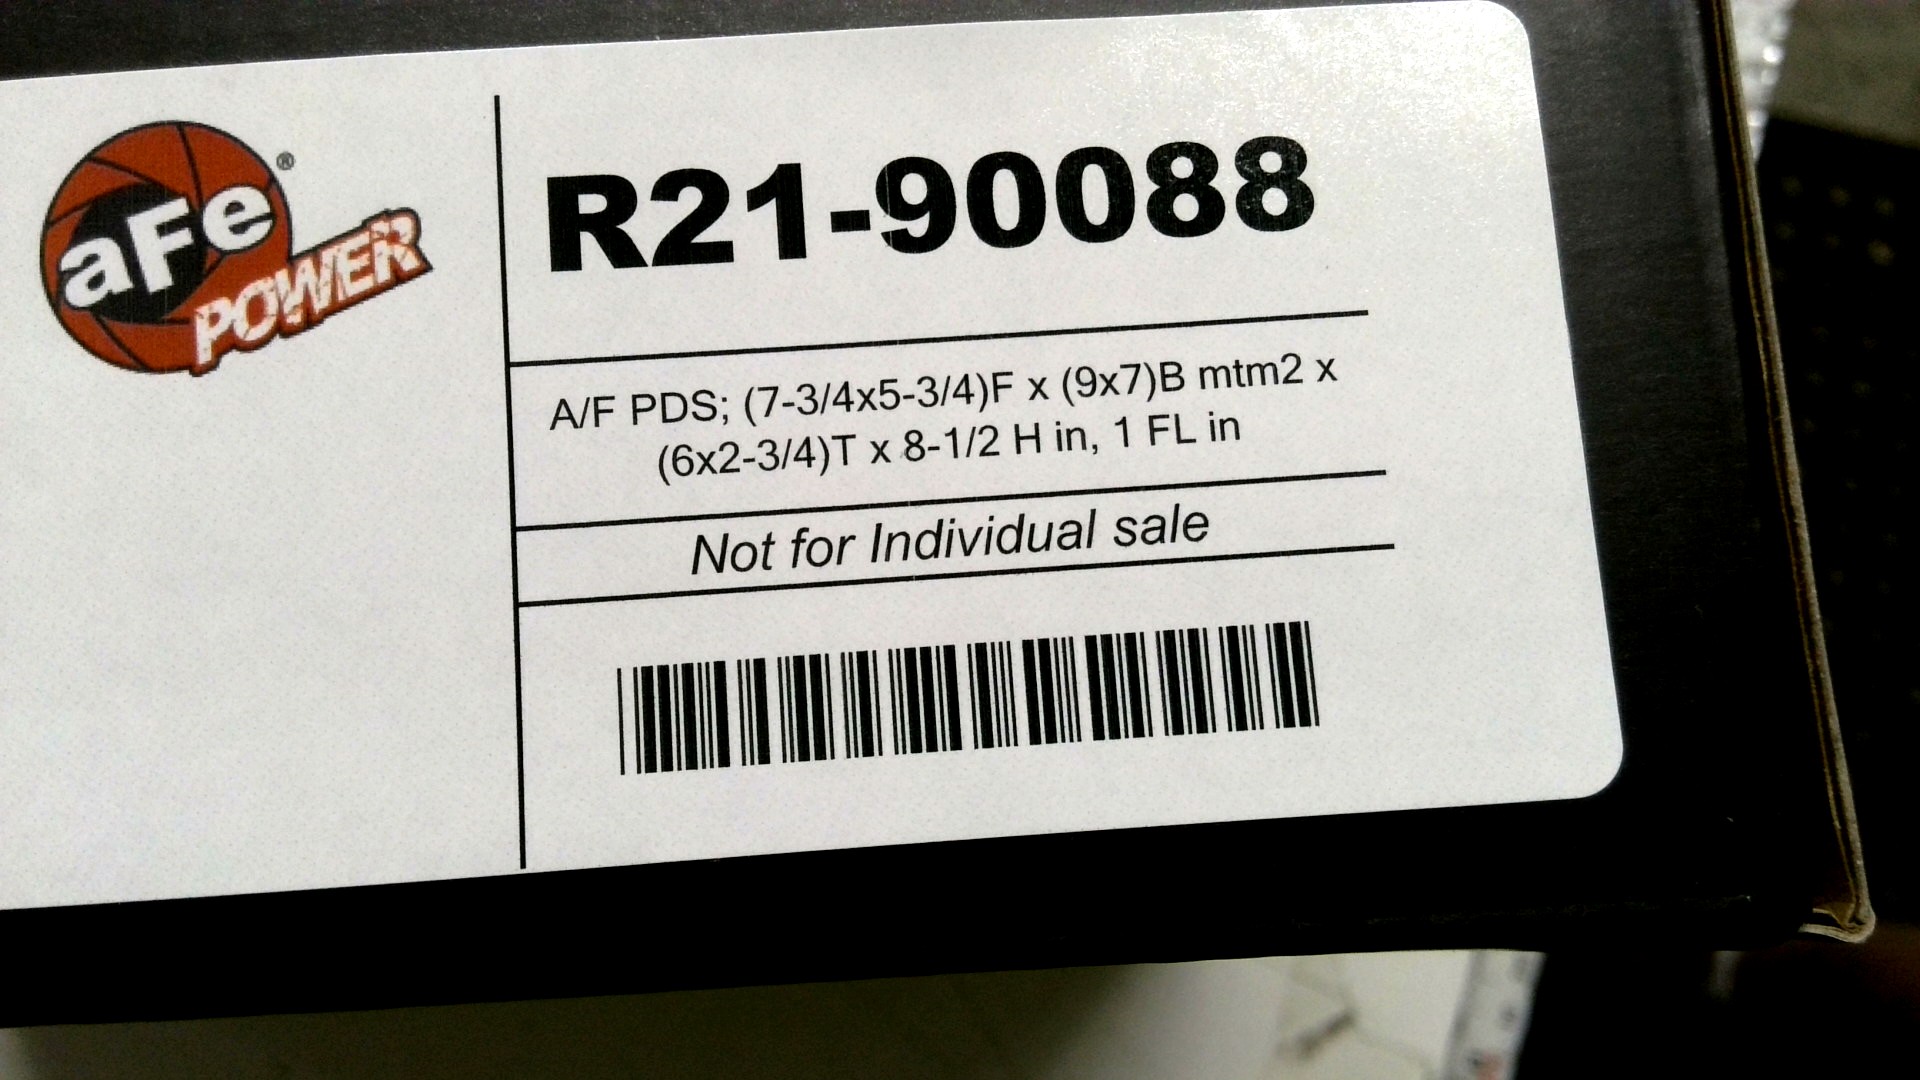 aFe®
POWER
R21-90088
A/F PDS; (7-3/4x5-3/4)F x (9x7)B mtm2 x
(6x2-3/4)T x 8-1/2 H in, 1 FL in
Not for Individual sale